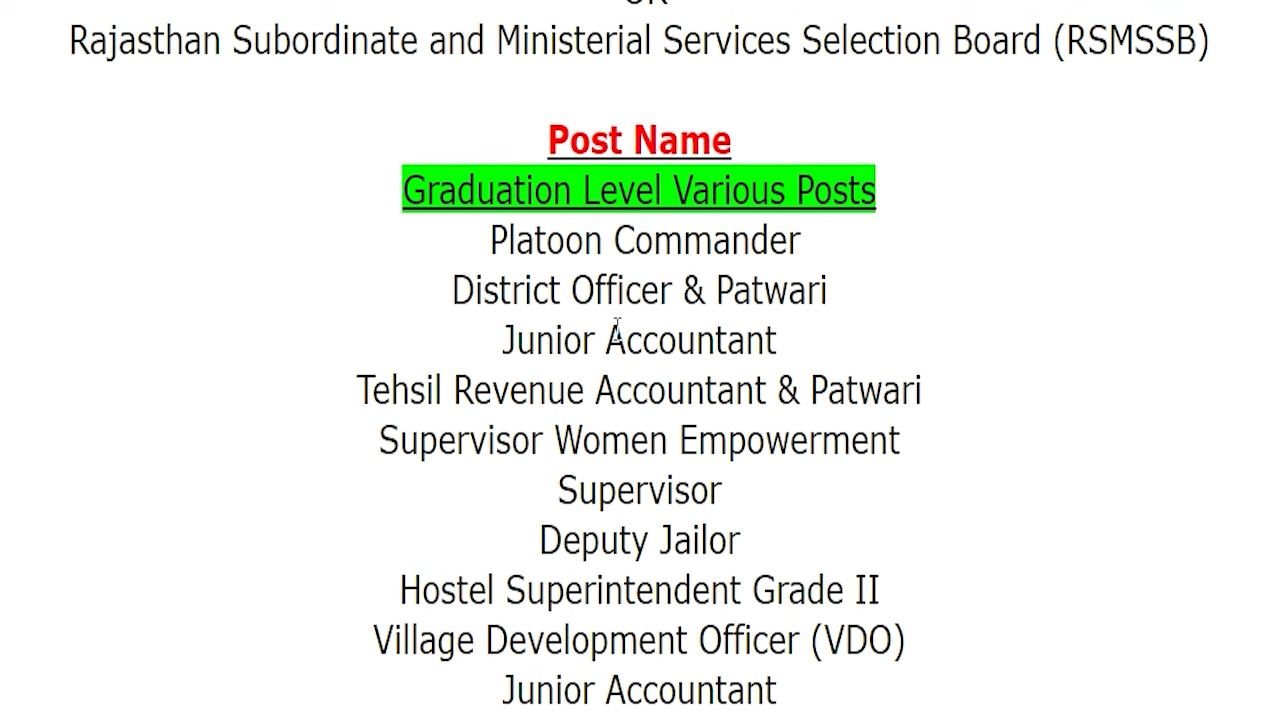 OR
Rajasthan Subordinate and Ministerial Services Selection Board (RSMSSB)
Post Name
Graduation Level Various Posts
Platoon Commander
District Officer & Patwari
Junior Accountant
Tehsil Revenue Accountant & Patwari
Supervisor Women Empowerment
Supervisor
Deputy Jailor
Hostel Superintendent Grade II
Village Development Officer (VDO)
Junior Accountant